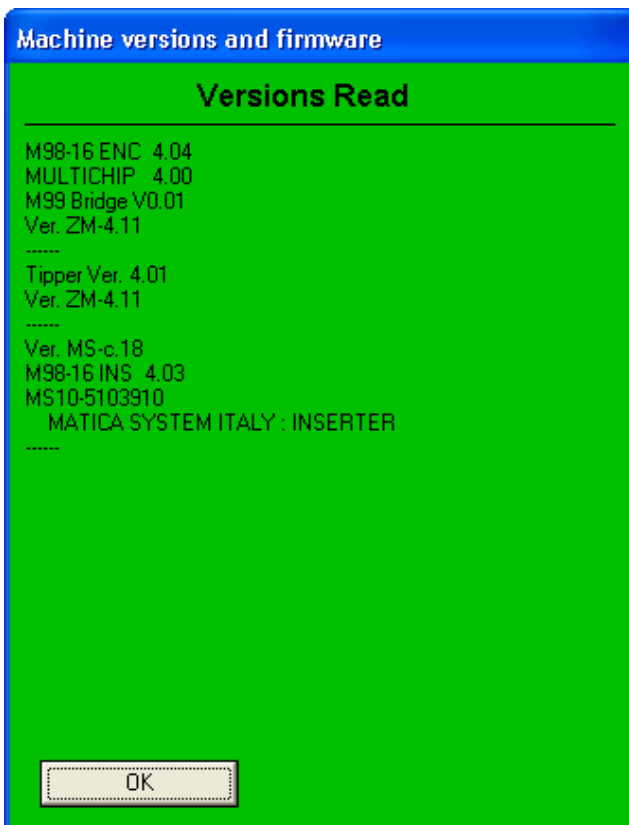 Machine versions and firmware
Versions Read
M98-16 ENC  4.04
MULTICHIP  4.00
M99 Bridge V0.01
Ver. ZM-4.11
------
Tipper Ver. 4.01
Ver. ZM-4.11
------
Ver. MS-c.18
M98-16 INS  4.03
MS10-5103910
MATICA SYSTEM ITALY : INSERTER
------
OK